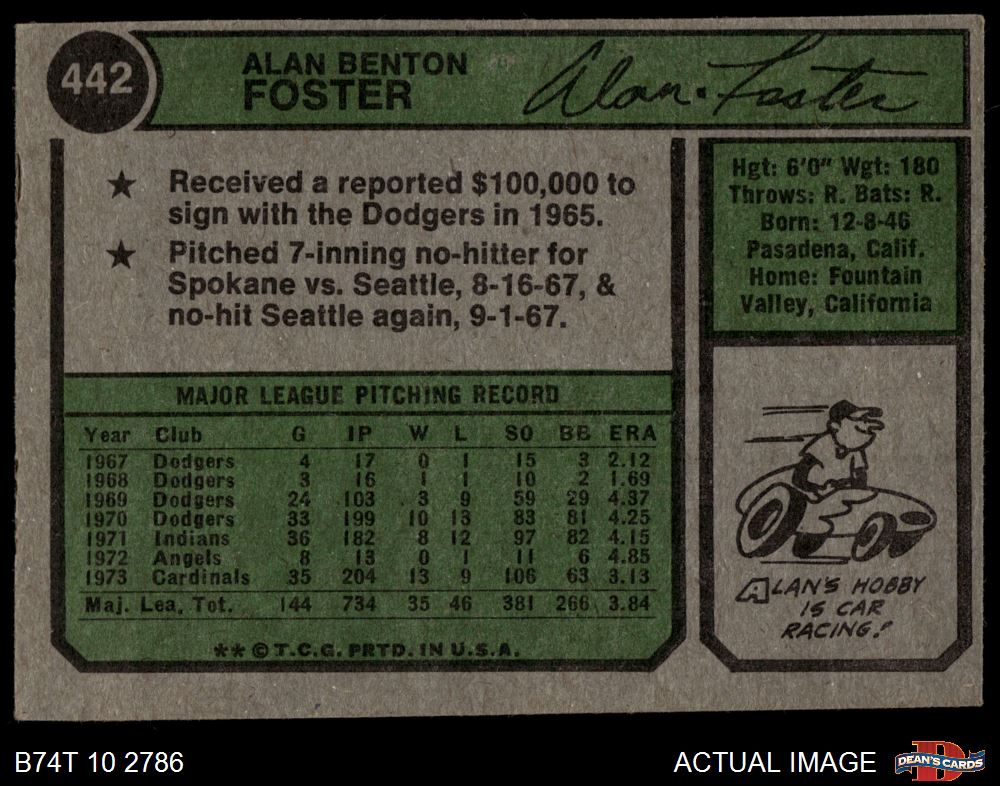 442
ALAN BENTON
FOSTER
Alan Foster
★ Received a reported $100,000 to
sign with the Dodgers in 1965.
★ Pitched 7-inning no-hitter for
Spokane vs. Seattle, 8-16-67, &
no-hit Seattle again, 9-1-67.
Hgt: 6'0" Wgt: 180
Throws: R. Bats: R.
Born: 12-8-46
Pasadena, Calif.
Home: Fountain
Valley, California
MAJOR LEAGUE PITCHING RECORD
Year Club G IP W L SO BB ERA
1967 Dodgers 4 17 0 1 15 3 2.12
1968 Dodgers 3 16 1 1 10 2 1.69
1969 Dodgers 24 103 3 9 59 29 4.37
1970 Dodgers 33 199 10 13 83 81 4.25
1971 Indians 36 182 8 12 97 82 4.15
1972 Angels 8 13 0 1 11 6 4.85
1973 Cardinals 35 204 13 9 106 63 3.13
Maj. Lea. Tot. 144 734 35 46 381 266 3.84
** © T.C.G. PRTD. IN U.S.A.
ALAN'S HOBBY
IS CAR
RACING!
B74T 10 2786
ACTUAL IMAGE
D
DEAN'S CARDS